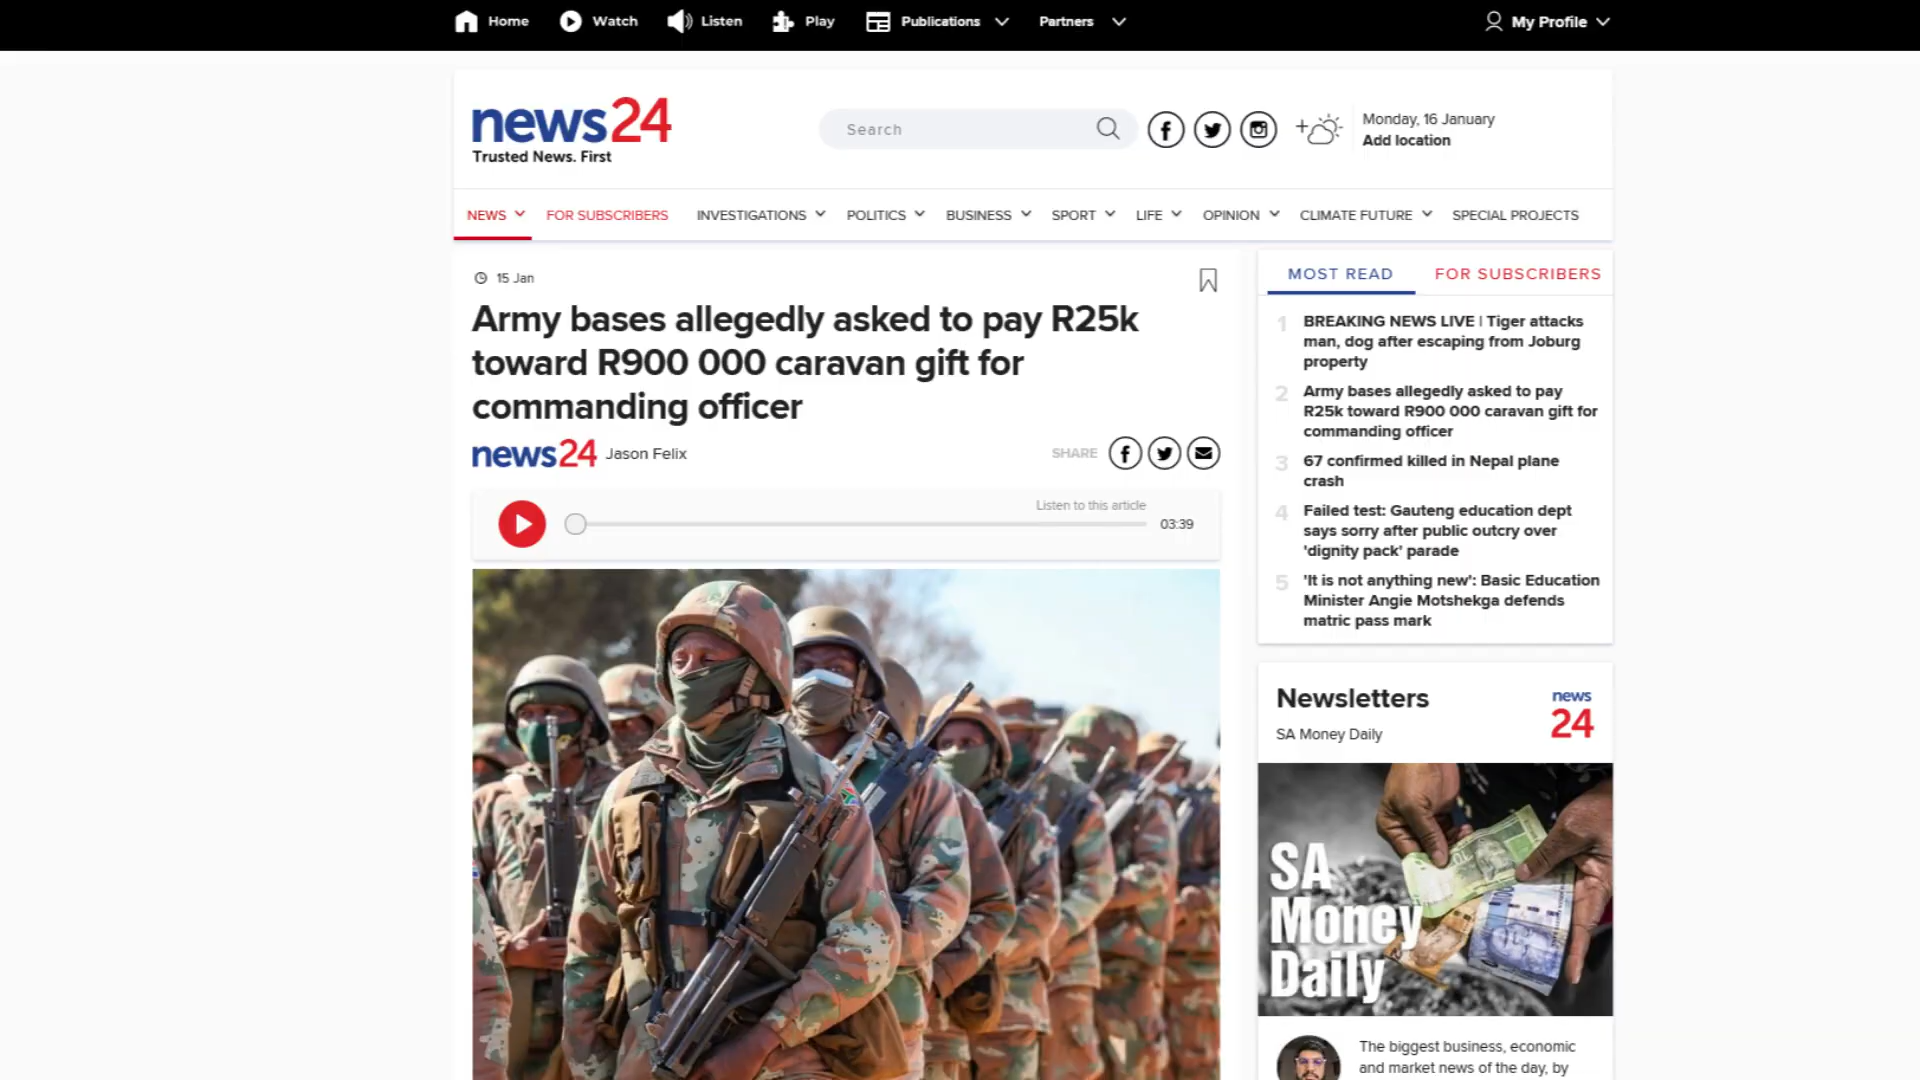 Home
Watch
Listen
Play
Publications
Partners
My Profile
news24
Trusted News. First
Search
Monday, 16 January
Add location
NEWS
FOR SUBSCRIBERS
INVESTIGATIONS
POLITICS
BUSINESS
SPORT
LIFE
OPINION
CLIMATE FUTURE
SPECIAL PROJECTS
15 Jan
Army bases allegedly asked to pay R25k
toward R900 000 caravan gift for
commanding officer
news24 Jason Felix
SHARE
Listen to this article
03:39
MOST READ
FOR SUBSCRIBERS
1 BREAKING NEWS LIVE | Tiger attacks
man, dog after escaping from Joburg
property
2 Army bases allegedly asked to pay
R25k toward R900 000 caravan gift for
commanding officer
3 67 confirmed killed in Nepal plane
crash
4 Failed test: Gauteng education dept
says sorry after public outcry over
'dignity pack' parade
5 'It is not anything new': Basic Education
Minister Angie Motshekga defends
matric pass mark
Newsletters
SA Money Daily
news
24
SA
Money
Daily
The biggest business, economic
and market news of the day, by